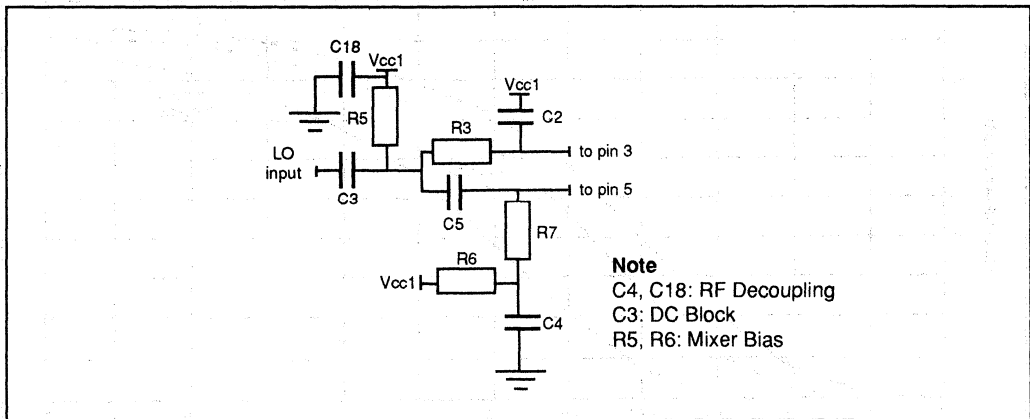 C18
Vcc1
Vcc1
R5
C2
R3
LO
input
to pin 3
C3
to pin 5
C5
R7
R6
Vcc1
C4
Note
C4, C18: RF Decoupling
C3: DC Block
R5, R6: Mixer Bias